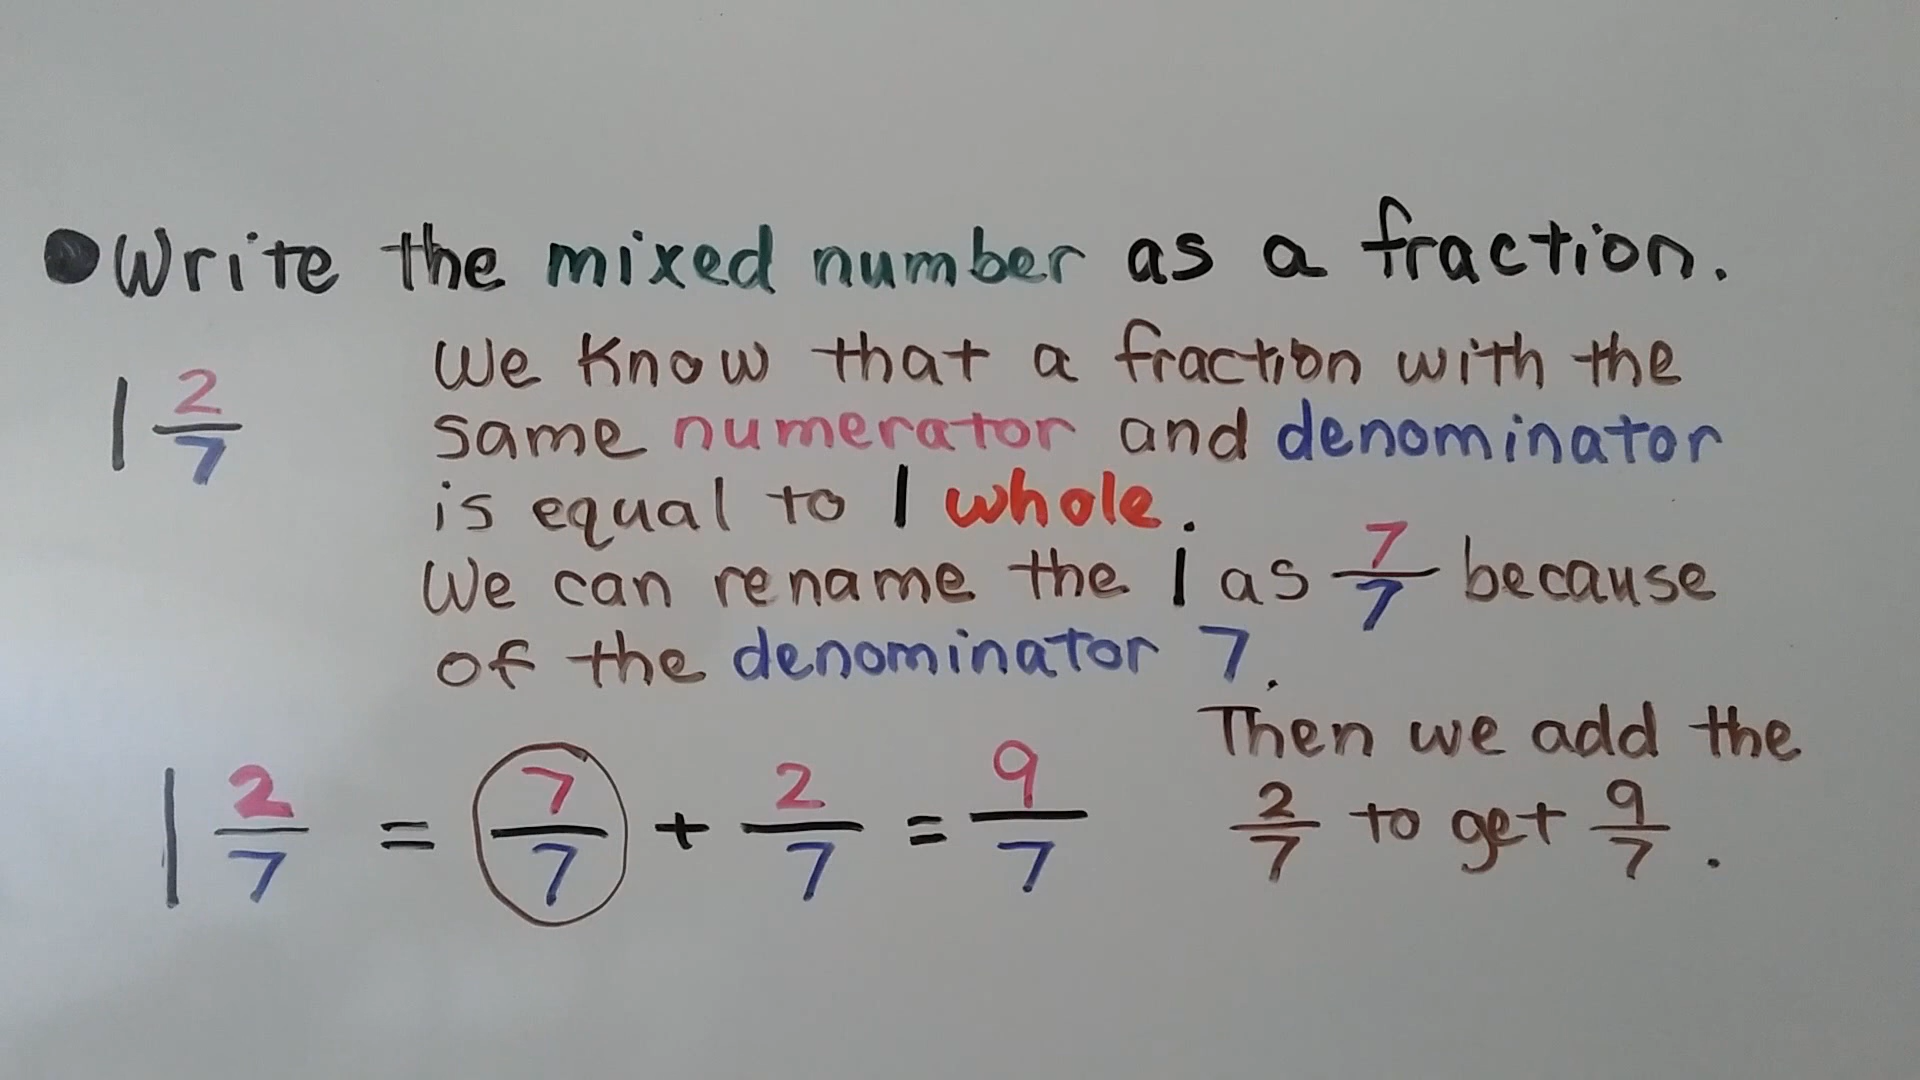 ●Write the mixed number as a fraction.
1 2/7
We know that a fraction with the
same numerator and denominator
is equal to 1 whole.
We can rename the 1 as 7/7 because
of the denominator 7.
1 2/7 = 7/7 + 2/7 = 9/7
Then we add the
2/7 to get 9/7.